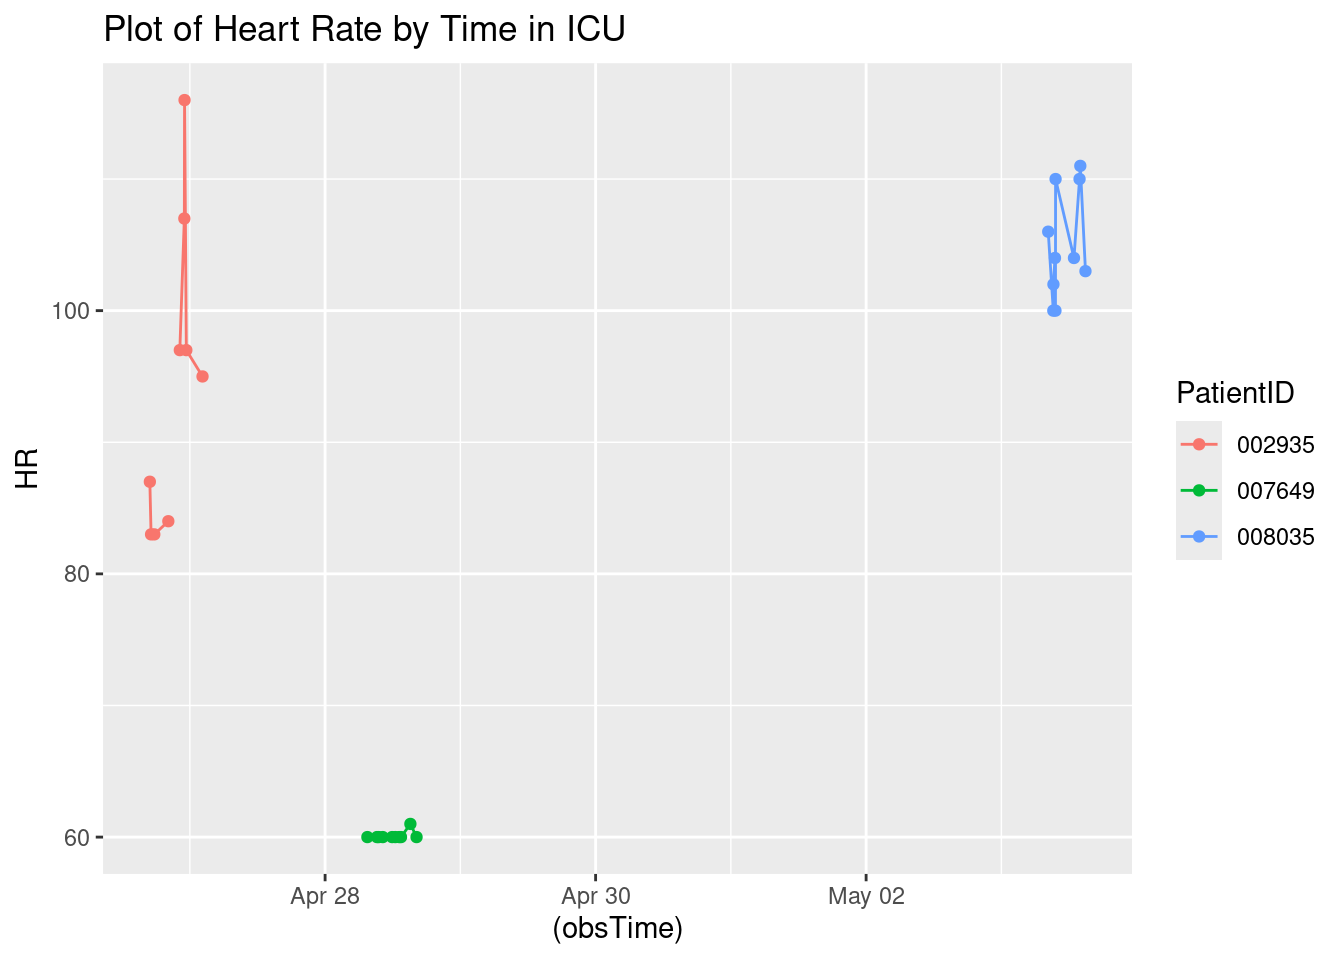 Plot of Heart Rate by Time in ICU
100
80
60
HR
Apr 28
Apr 30
May 02
(obsTime)
PatientID
002935
007649
008035